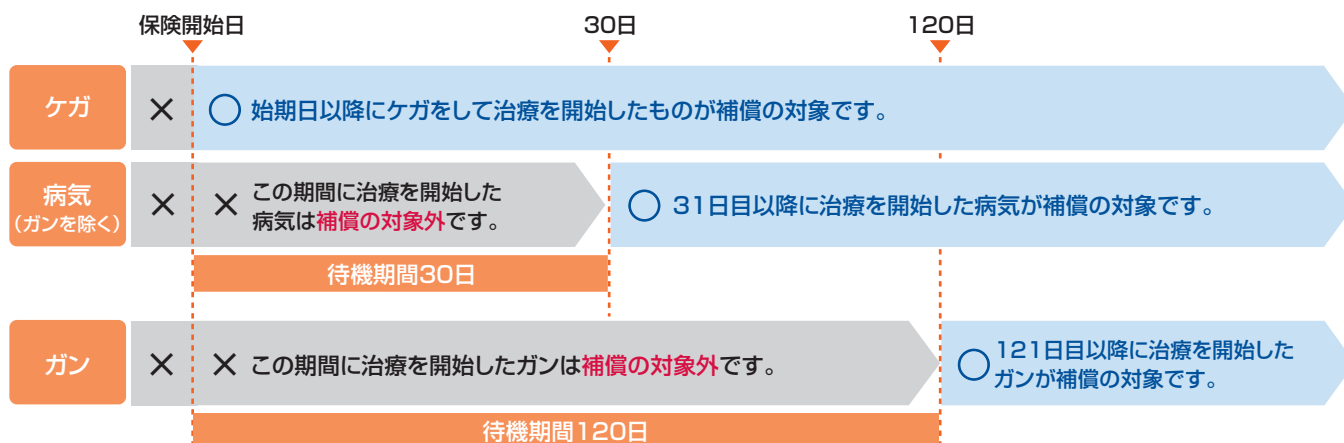 保険開始日
30日
120日
ケガ
×
○ 始期日以降にケガをして治療を開始したものが補償の対象です。
病気
(ガンを除く)
×
× この期間に治療を開始した
病気は補償の対象外です。
○ 31日目以降に治療を開始した病気が補償の対象です。
待機期間30日
ガン
×
× この期間に治療を開始したガンは補償の対象外です。
○ 121日目以降に治療を開始した
ガンが補償の対象です。
待機期間120日